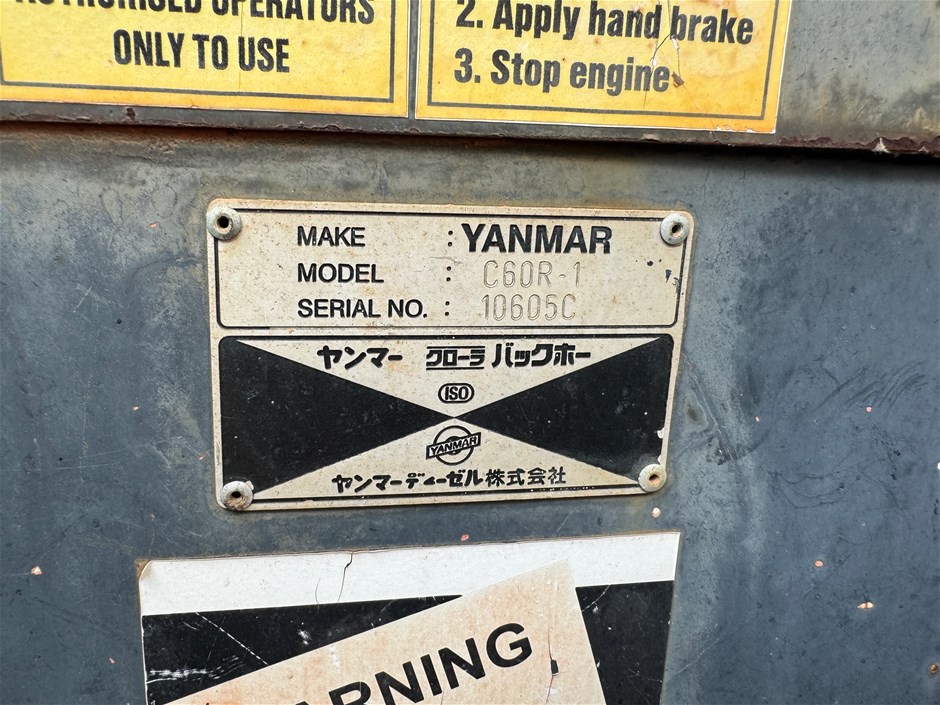 OPERATORS
ONLY TO USE
2. Apply hand brake
3. Stop engine
MAKE : YANMAR
MODEL : C60R-1
SERIAL NO. : 10605C
ヤンマー クローラ バックホー
ISO
YANMAR
ヤンマーディーゼル株式会社